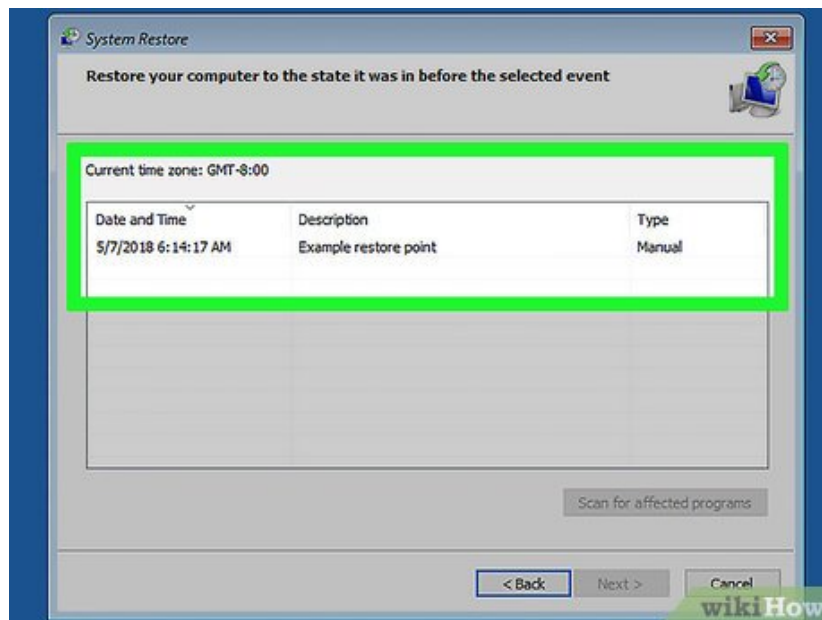 System Restore
Restore your computer to the state it was in before the selected event
Current time zone: GMT-8:00
Date and Time Description Type
5/7/2018 6:14:17 AM Example restore point Manual
Scan for affected programs
< Back Next > Cancel
wikiHow